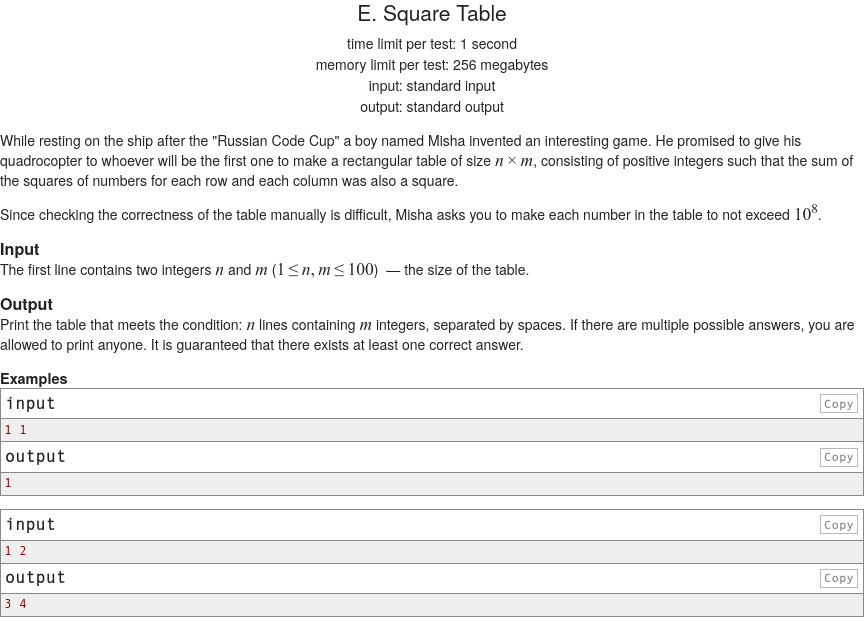 E. Square Table
time limit per test: 1 second
memory limit per test: 256 megabytes
input: standard input
output: standard output
While resting on the ship after the "Russian Code Cup" a boy named Misha invented an interesting game. He promised to give his
quadrocopter to whoever will be the first one to make a rectangular table of size n × m, consisting of positive integers such that the sum of
the squares of numbers for each row and each column was also a square.
Since checking the correctness of the table manually is difficult, Misha asks you to make each number in the table to not exceed 10^8.
Input
The first line contains two integers n and m (1 ≤ n, m ≤ 100) — the size of the table.
Output
Print the table that meets the condition: n lines containing m integers, separated by spaces. If there are multiple possible answers, you are
allowed to print anyone. It is guaranteed that there exists at least one correct answer.
Examples
input Copy
1 1
output Copy
1
input Copy
1 2
output Copy
3 4